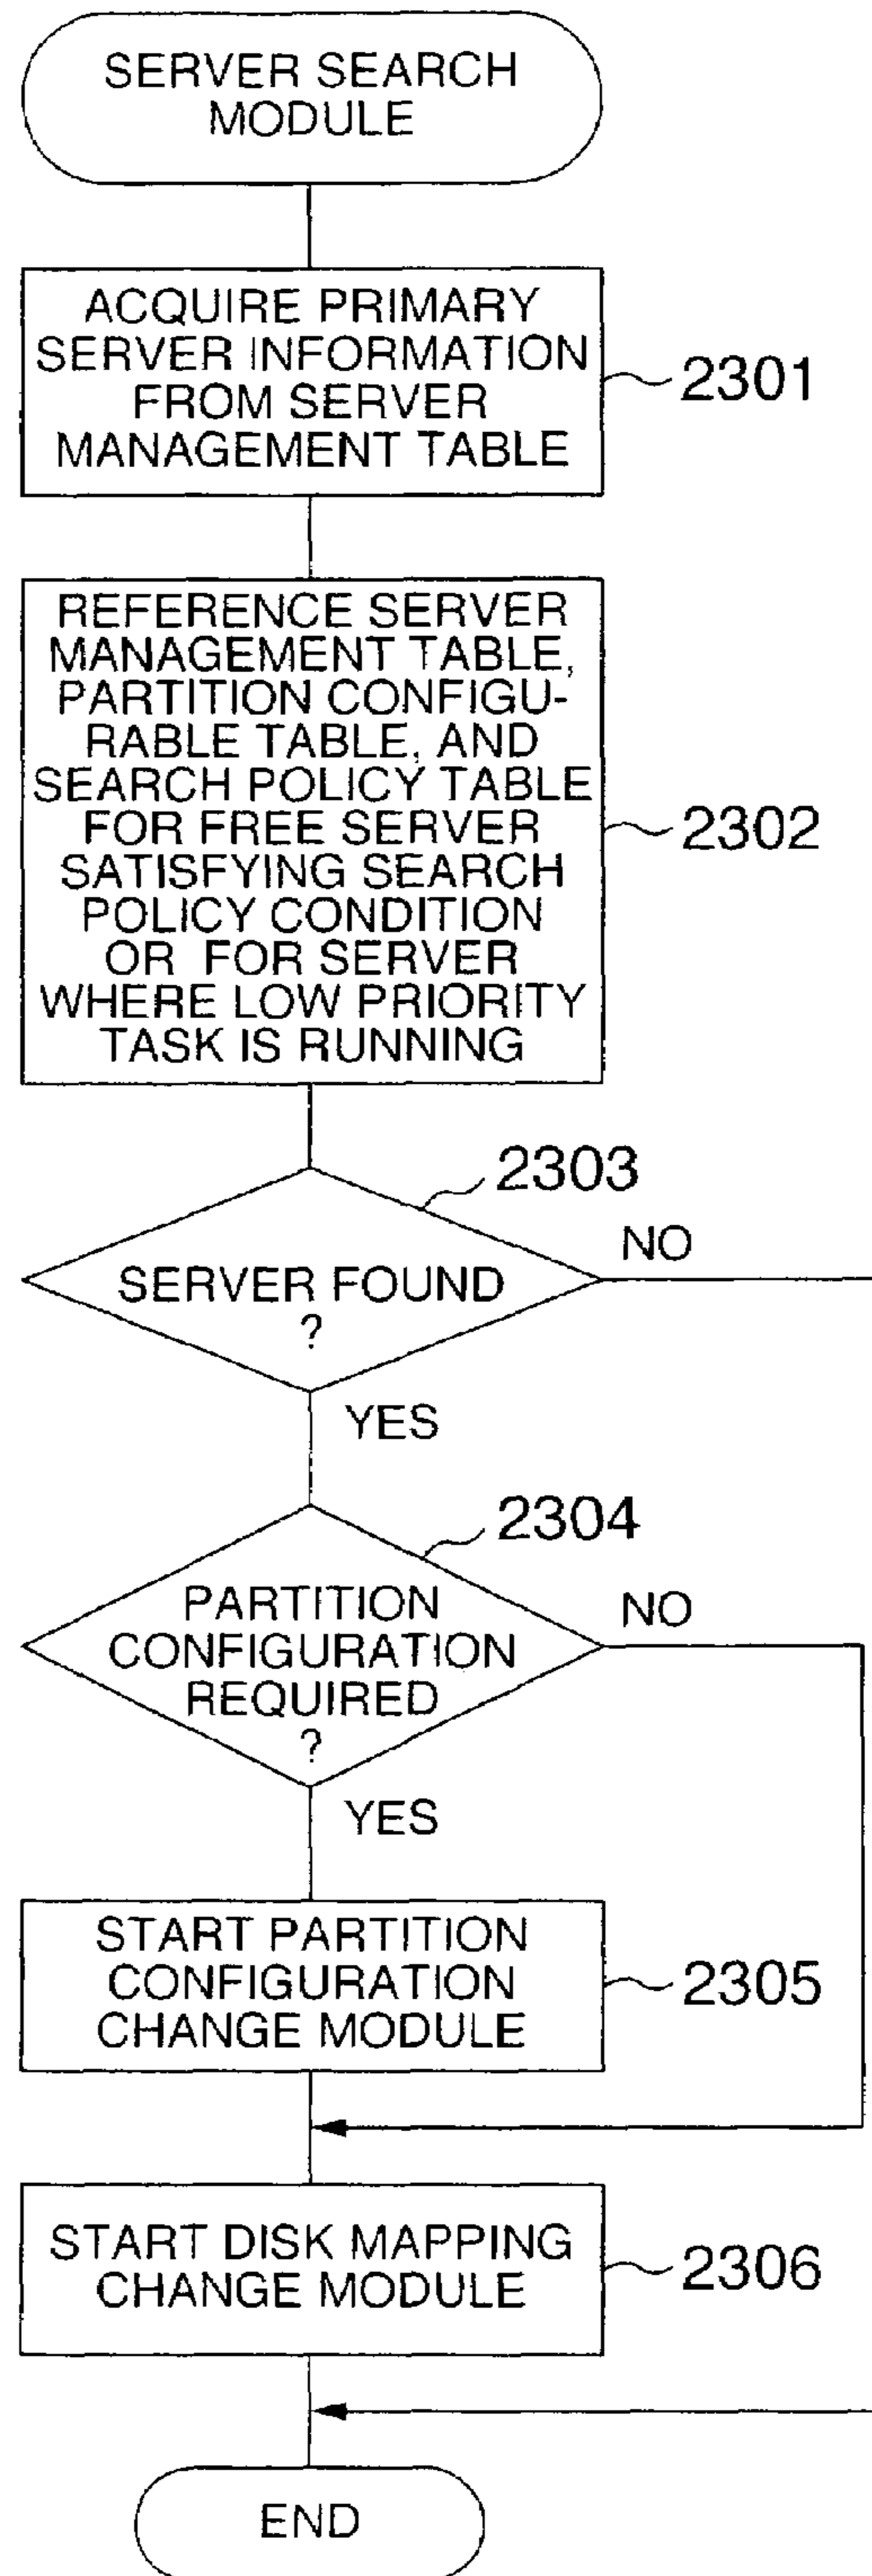 SERVER SEARCH
MODULE
ACQUIRE PRIMARY
SERVER INFORMATION
FROM SERVER
MANAGEMENT TABLE
2301
REFERENCE SERVER
MANAGEMENT TABLE,
PARTITION CONFIGU-
RABLE TABLE, AND
SEARCH POLICY TABLE
FOR FREE SERVER
SATISFYING SEARCH
POLICY CONDITION
OR FOR SERVER
WHERE LOW PRIORITY
TASK IS RUNNING
2302
2303
SERVER FOUND
?
NO
YES
2304
PARTITION
CONFIGURATION
REQUIRED
?
NO
YES
START PARTITION
CONFIGURATION
CHANGE MODULE
2305
START DISK MAPPING
CHANGE MODULE
2306
END